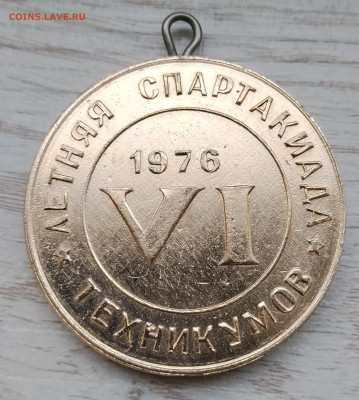 COINS.LAVE.RU
★ ЛЕТНЯЯ СПАРТАКИАДА ★
1976
VI
ТЕХНИКУМОВ